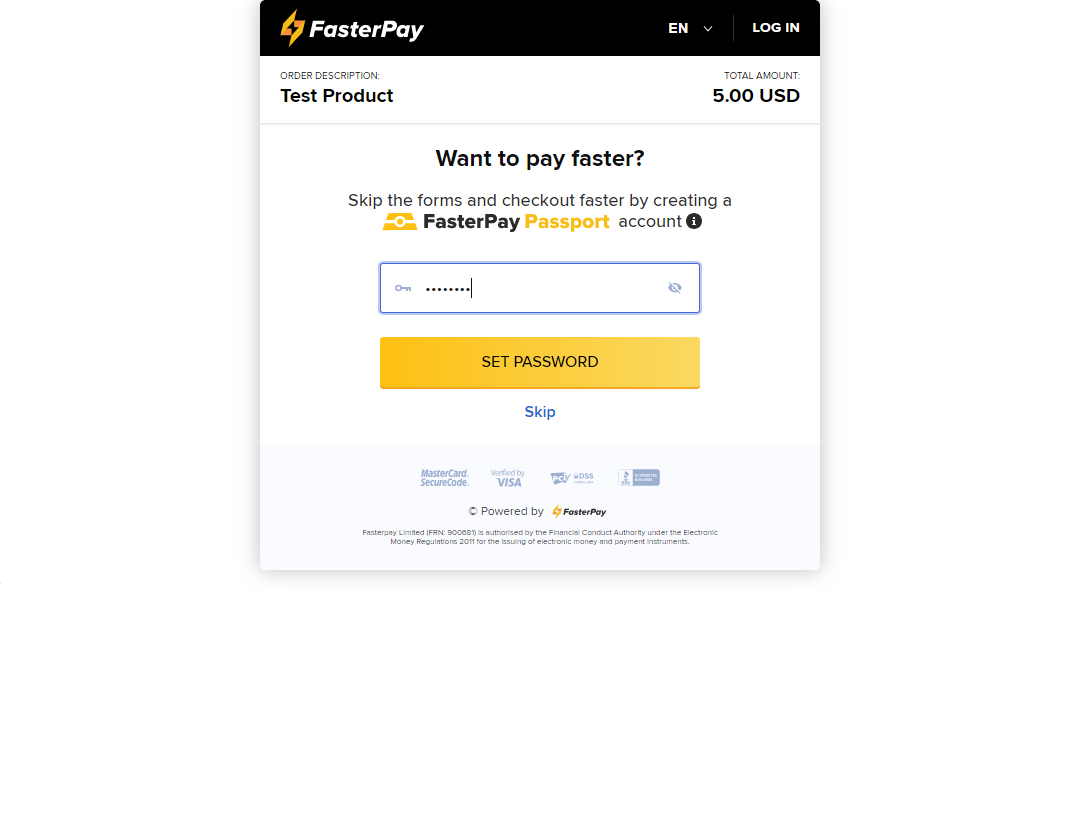 FasterPay
EN
LOG IN
ORDER DESCRIPTION:
TOTAL AMOUNT:
Test Product
5.00 USD
Want to pay faster?
Skip the forms and checkout faster by creating a
FasterPay Passport account
••••••••
SET PASSWORD
Skip
MasterCard.
SecureCode.
Verified by
VISA
PCI DSS
ACCREDITED
BUSINESS
© Powered by FasterPay
Fasterpay Limited (FRN: 900681) is authorised by the Financial Conduct Authority under the Electronic
Money Regulations 2011 for the issuing of electronic money and payment instruments.